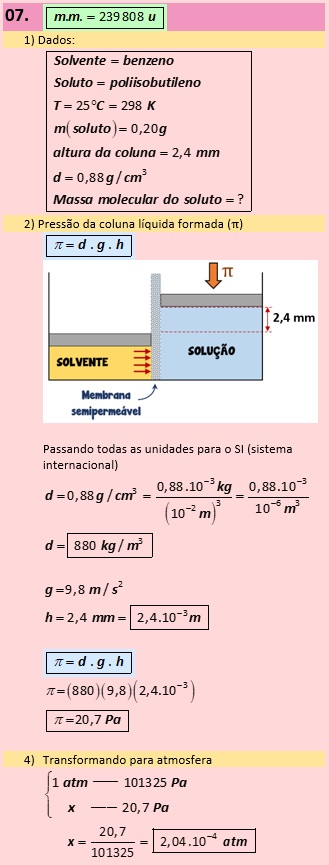 07. m.m. = 239 808 u
1) Dados:
Solvente = benzeno
Soluto = poliisobutileno
T = 25°C = 298 K
m(soluto) = 0,20g
altura da coluna = 2,4 mm
d = 0,88g/cm³
Massa molecular do soluto = ?
2) Pressão da coluna líquida formada (π)
π = d . g . h
π
2,4 mm
SOLVENTE
SOLUÇÃO
Membrana
semipermeável
Passando todas as unidades para o SI (sistema
internacional)
d = 0,88g/cm³ = 0,88.10⁻³ kg / (10⁻² m)³ = 0,88.10⁻³ / 10⁻⁶ m³
d = 880 kg/m³
g = 9,8 m/s²
h = 2,4 mm = 2,4.10⁻³ m
π = d . g . h
π = (880)(9,8)(2,4.10⁻³)
π = 20,7 Pa
4) Transformando para atmosfera
{1 atm —— 101325 Pa
x —— 20,7 Pa
x = 20,7 / 101325 = 2,04.10⁻⁴ atm